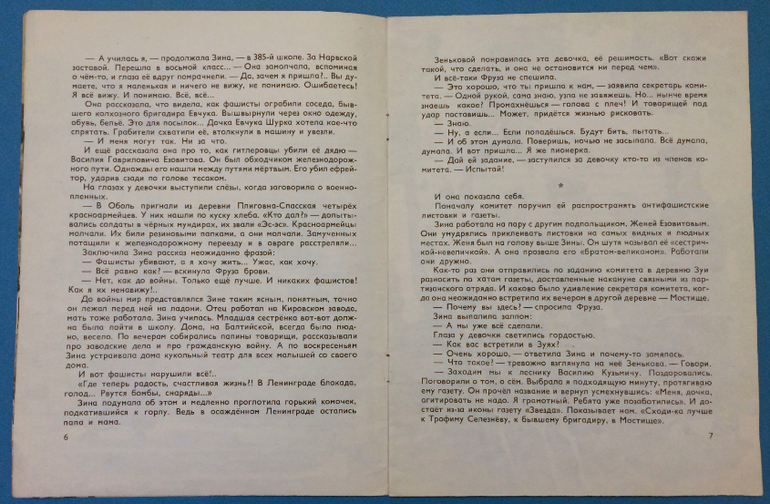 — А училась я, — продолжала Зина, — в 385-й школе. За Нарвской
заставой. Перешла в восьмой класс... — Она замолчала, вспоминая
о чём-то, и глаза её вдруг помрачнели. — Да, зачем я пришла!.. Вы ду-
маете, что я маленькая и ничего не вижу, не понимаю. Ошибаетесь!
Я всё вижу. И понимаю. Всё, всё...
Она рассказала, что видела, как фашисты ограбили соседа, быв-
шего колхозного бригадира Евчука. Вышвырнули через окно одежду,
обувь, бельё. Это для посылок... Дочка Евчука Шурка хотела кое-что
спрятать. Грабители схватили её, втолкнули в машину и увезли.
— И меня могут так. Ни за что.
И ещё рассказала она про то, как гитлеровцы убили её дядю —
Василия Гавриловича Езовитова. Он был обходчиком железнодорож-
ного пути. Однажды его нашли между путями мёртвым. Его убил ефрей-
тор, ударив сзади по голове тесаком.
На глазах у девочки выступили слёзы, когда заговорила о военно-
пленных.
— В Оболь пригнали из деревни Плиговка-Спасская четырёх
красноармейцев. У них нашли по куску хлеба. «Кто дал?» — допыты-
вались солдаты в чёрных мундирах, их звали «Эс-эс». Красноармейцы
молчали. Их били резиновыми палками, а они молчали. Замученных
потащили к железнодорожному переезду и в овраге расстреляли...
Заключила Зина рассказ неожиданно фразой:
— Фашисты убивают, а я хочу жить... Ужас, как хочу.
— Всё равно как? — вскинула Фруза брови.
— Нет, как до войны. Только ещё лучше. И никаких фашистов!
Как я их ненавижу!..
До войны мир представлялся Зине таким ясным, понятным, точно
он лежал перед ней на ладони. Отец работал на Кировском заводе,
мать тоже работала. Зина училась. Младшая сестрёнка вот-вот долж-
на была пойти в школу. Дома, на Балтийской, всегда было люд-
но, весело. По вечерам собирались папины товарищи, рассказывали
про заводские дела и про гражданскую войну. А по воскресеньям
Зина устраивала дома кукольный театр для всех малышей со своего
дома.
И вот фашисты нарушили всё!..
«Где теперь радость, счастливая жизнь?! В Ленинграде блокада,
голод... Рвутся бомбы, снаряды...»
Зина подумала об этом и медленно проглотила горький комочек,
подкатившийся к горлу. Ведь в осаждённом Ленинграде остались
папа и мама.
6
Зеньковой понравилась эта девочка, её решимость. «Вот скажи
такой, что сделать, и она не остановится ни перед чем».
И всё-таки Фруза не спешила.
— Это хорошо, что ты пришла к нам, — заявила секретарь коми-
тета. — Одной рукой, сама знаю, узла не завяжешь. Но... нынче время
знаешь какое? Промахнёшься — голова с плеч! И товарищей под
удар поставишь... Может, придётся жизнью рисковать.
— Знаю.
— Ну, а если... Если попадёшься. Будут бить, пытать...
— И об этом думала. Поверишь, ночью не засыпала. Всё думала,
думала. И вот пришла... Я же пионерка.
— Дай ей задание, — заступился за девочку кто-то из членов ко-
митета. — Испытай!
*
И она показала себя.
Поначалу комитет поручил ей распространять антифашистские
листовки и газеты.
Зина работала на пару с другим подпольщиком, Женей Езовитовым.
Они умудрялись приклеивать листовки на самых видных и людных
местах. Женя был на голову выше Зины. Он шутя называл её «сестрич-
кой-невеличкой». А она прозвала его «братом-великаном». Работали
они дружно.
Как-то раз они отправились по заданию комитета в деревню Зуи
разносить по хатам газеты, доставленные накануне связными из пар-
тизанского отряда. И каково было удивление секретаря комитета, ког-
да она неожиданно встретила их вечером в другой деревне — Мостище.
— Почему вы здесь? — спросила Фруза.
Зина выпалила залпом:
— А мы уже всё сделали.
Глаза у девочки светились гордостью.
— Как вас встретили в Зуях?
— Очень хорошо, — ответила Зина и почему-то замялась.
— Что такое? — тревожно взглянула на неё Зенькова. — Говори.
— Заходим мы к леснику Василию Кузьмичу. Поздоровались.
Поговорили о том, о сём. Выбрала я подходящую минуту, протягиваю
ему газету. Он прочёл название и вернул усмехнувшись: «Меня, дочка,
агитировать не надо. Я грамотный. Ребята уже позаботились». И до-
стаёт из-за иконы газету «Звезда». Показывает нам. «Сходи-ка лучше
к Трофиму Селезнёву, к бывшему бригадиру, в Мостище».
7